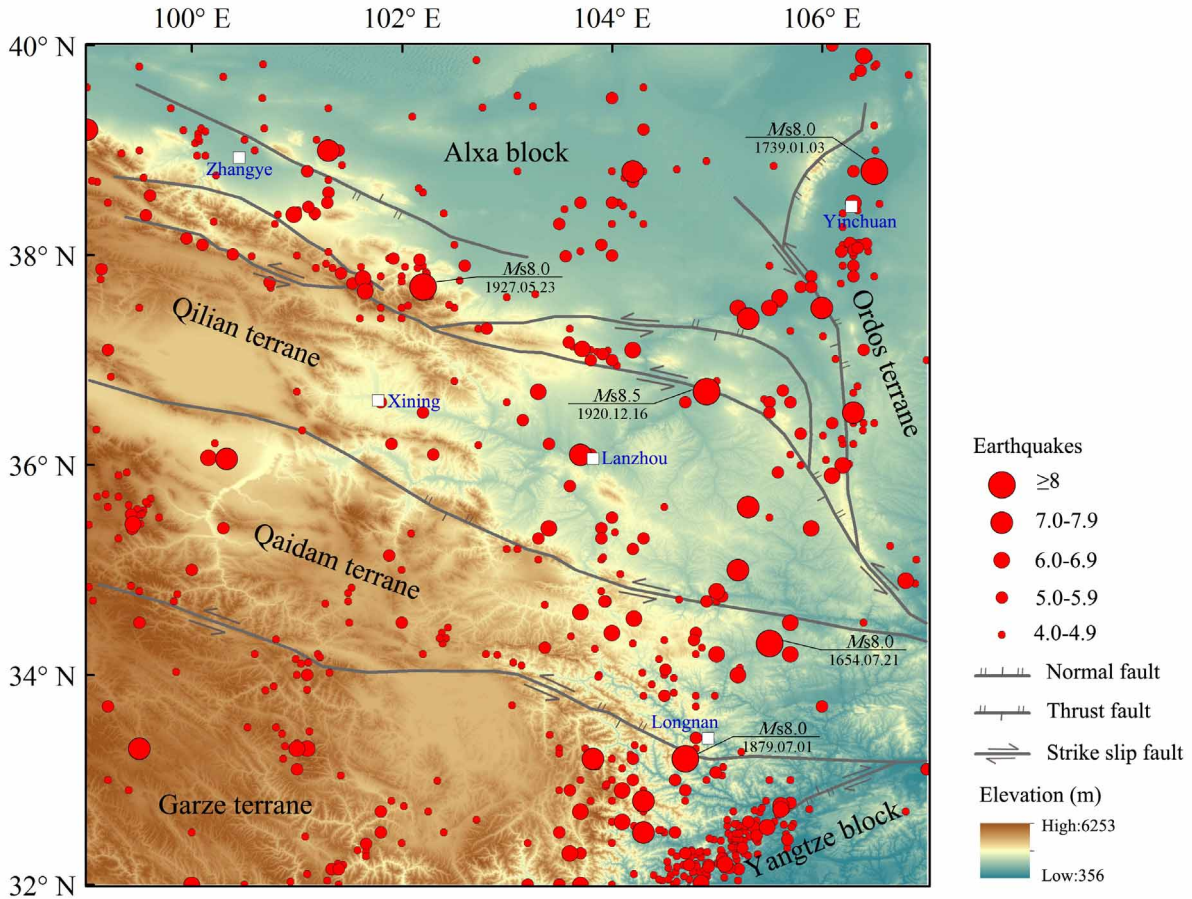 100° E
102° E
104° E
106° E
40° N
38° N
36° N
34° N
32° N
Alxa block
Ms8.0
1739.01.03
Zhangye
Yinchuan
Ms8.0
1927.05.23
Qilian terrane
Ordos terrane
Xining
Ms8.5
1920.12.16
Lanzhou
Qaidam terrane
Ms8.0
1654.07.21
Longnan
Ms8.0
1879.07.01
Garze terrane
Yangtze block
Earthquakes
≥8
7.0-7.9
6.0-6.9
5.0-5.9
4.0-4.9
Normal fault
Thrust fault
Strike slip fault
Elevation (m)
High:6253
Low:356